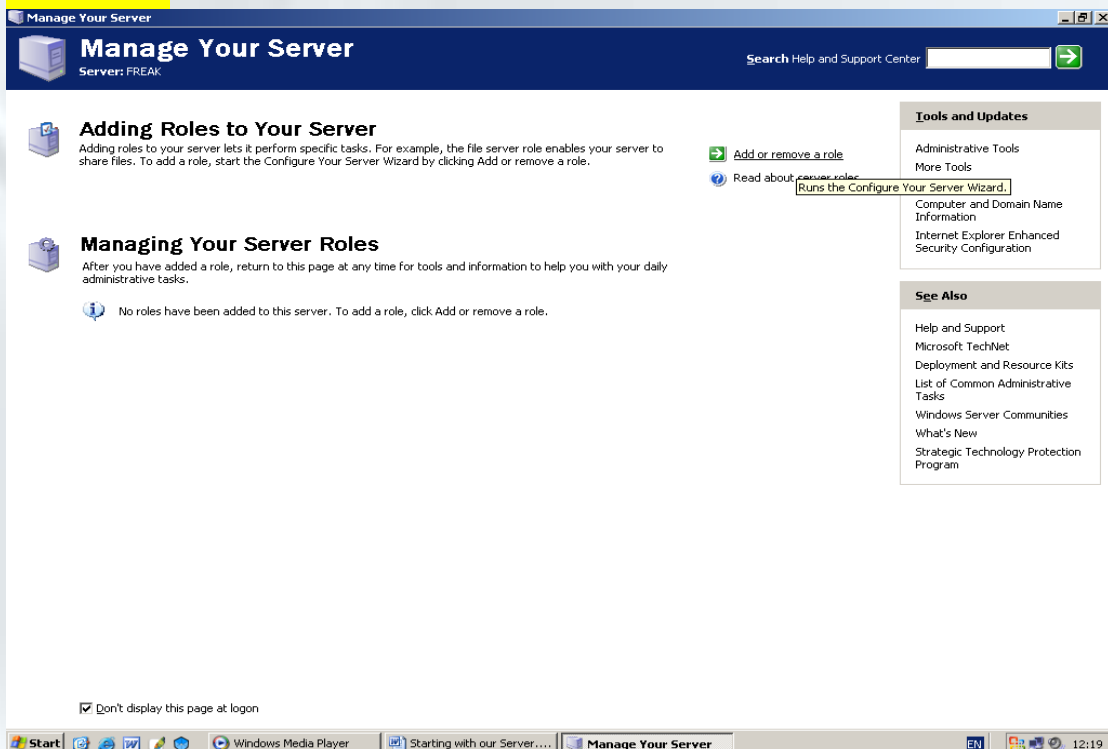 Manage Your Server
Manage Your Server
Server: FREAK
Search Help and Support Center
Adding Roles to Your Server
Adding roles to your server lets it perform specific tasks. For example, the file server role enables your server to
share files. To add a role, start the Configure Your Server Wizard by clicking Add or remove a role.
Add or remove a role
Read about server roles
Runs the Configure Your Server Wizard.
Managing Your Server Roles
After you have added a role, return to this page at any time for tools and information to help you with your daily
administrative tasks.
No roles have been added to this server. To add a role, click Add or remove a role.
Tools and Updates
Administrative Tools
More Tools
Computer and Domain Name
Information
Internet Explorer Enhanced
Security Configuration
See Also
Help and Support
Microsoft TechNet
Deployment and Resource Kits
List of Common Administrative
Tasks
Windows Server Communities
What's New
Strategic Technology Protection
Program
Don't display this page at logon
Start
Windows Media Player
Starting with our Server....
Manage Your Server
EN
12:19